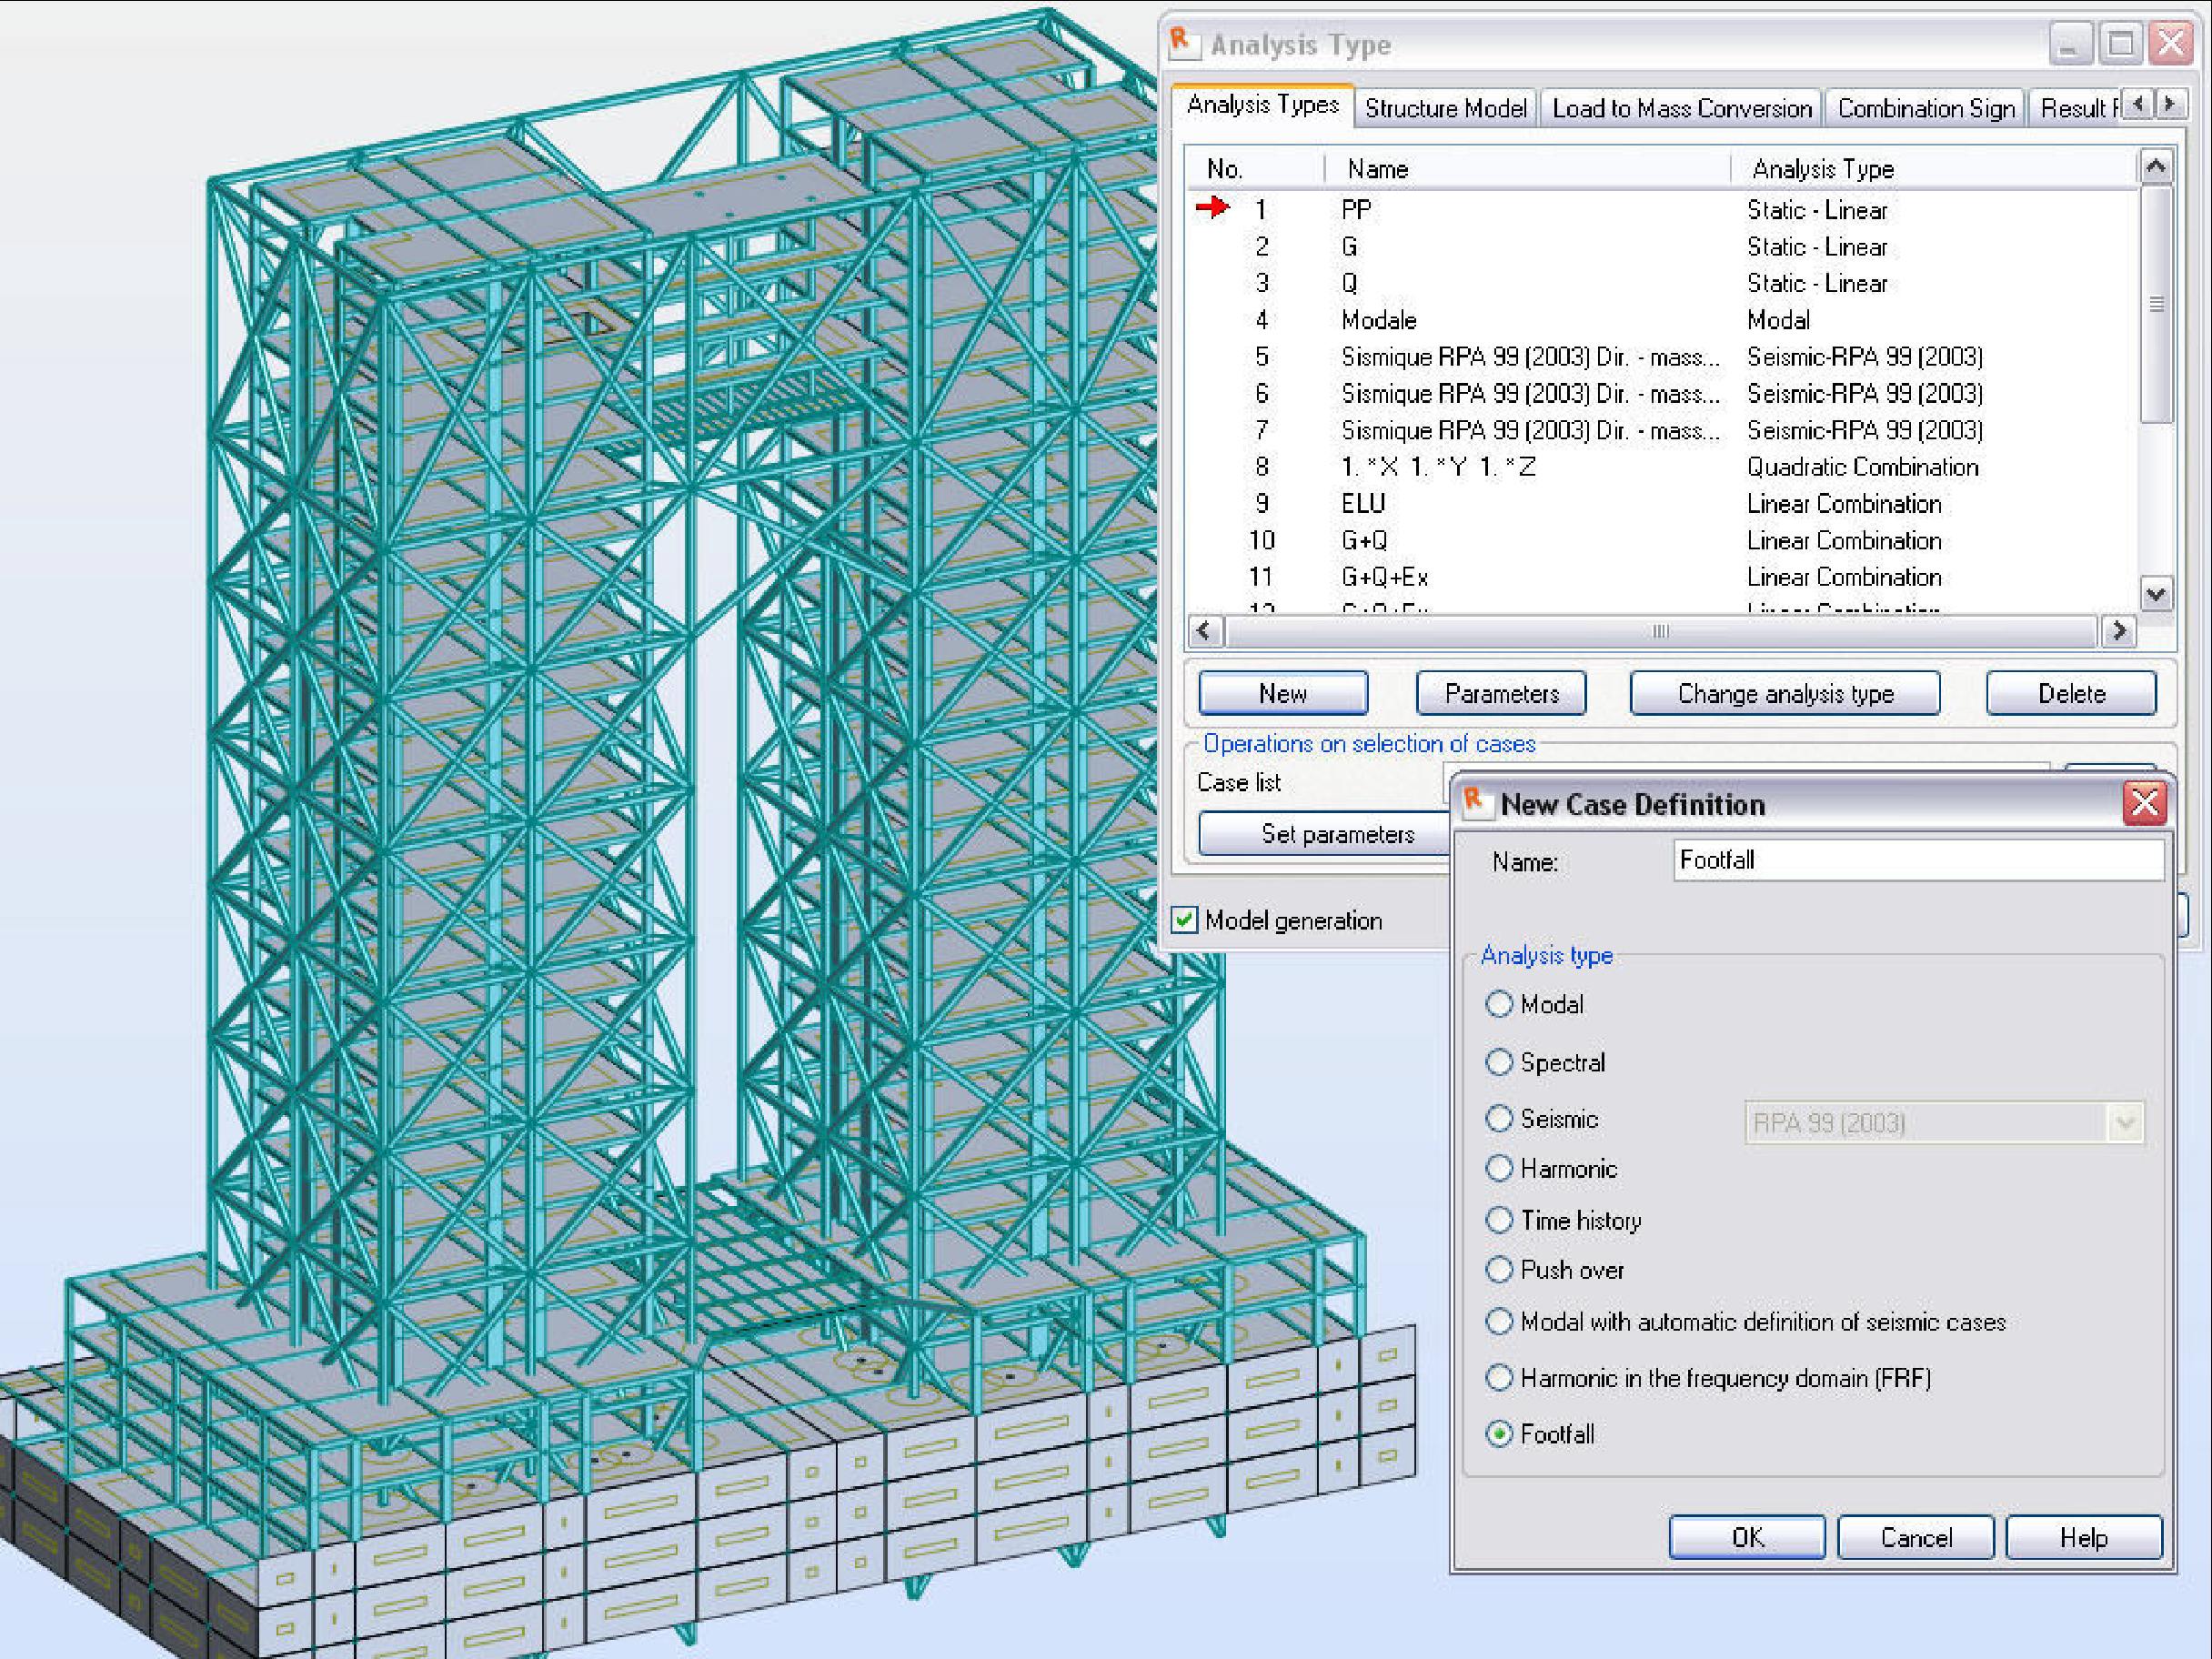 Analysis Type
Analysis Types Structure Model Load to Mass Conversion Combination Sign Result
No. Name Analysis Type
1 PP Static - Linear
2 G Static - Linear
3 Q Static - Linear
4 Modale Modal
5 Sismique RPA 99 (2003) Dir. - mass... Seismic-RPA 99 (2003)
6 Sismique RPA 99 (2003) Dir. - mass... Seismic-RPA 99 (2003)
7 Sismique RPA 99 (2003) Dir. - mass... Seismic-RPA 99 (2003)
8 1. * X 1. * Y 1. * Z Quadratic Combination
9 ELU Linear Combination
10 G+Q Linear Combination
11 G+Q+Ex Linear Combination
New Parameters Change analysis type Delete
Operations on selection of cases
Case list
Set parameters
Model generation
New Case Definition
Name: Footfall
Analysis type
Modal
Spectral
Seismic RPA 99 (2003)
Harmonic
Time history
Push over
Modal with automatic definition of seismic cases
Harmonic in the frequency domain (FRF)
Footfall
OK Cancel Help